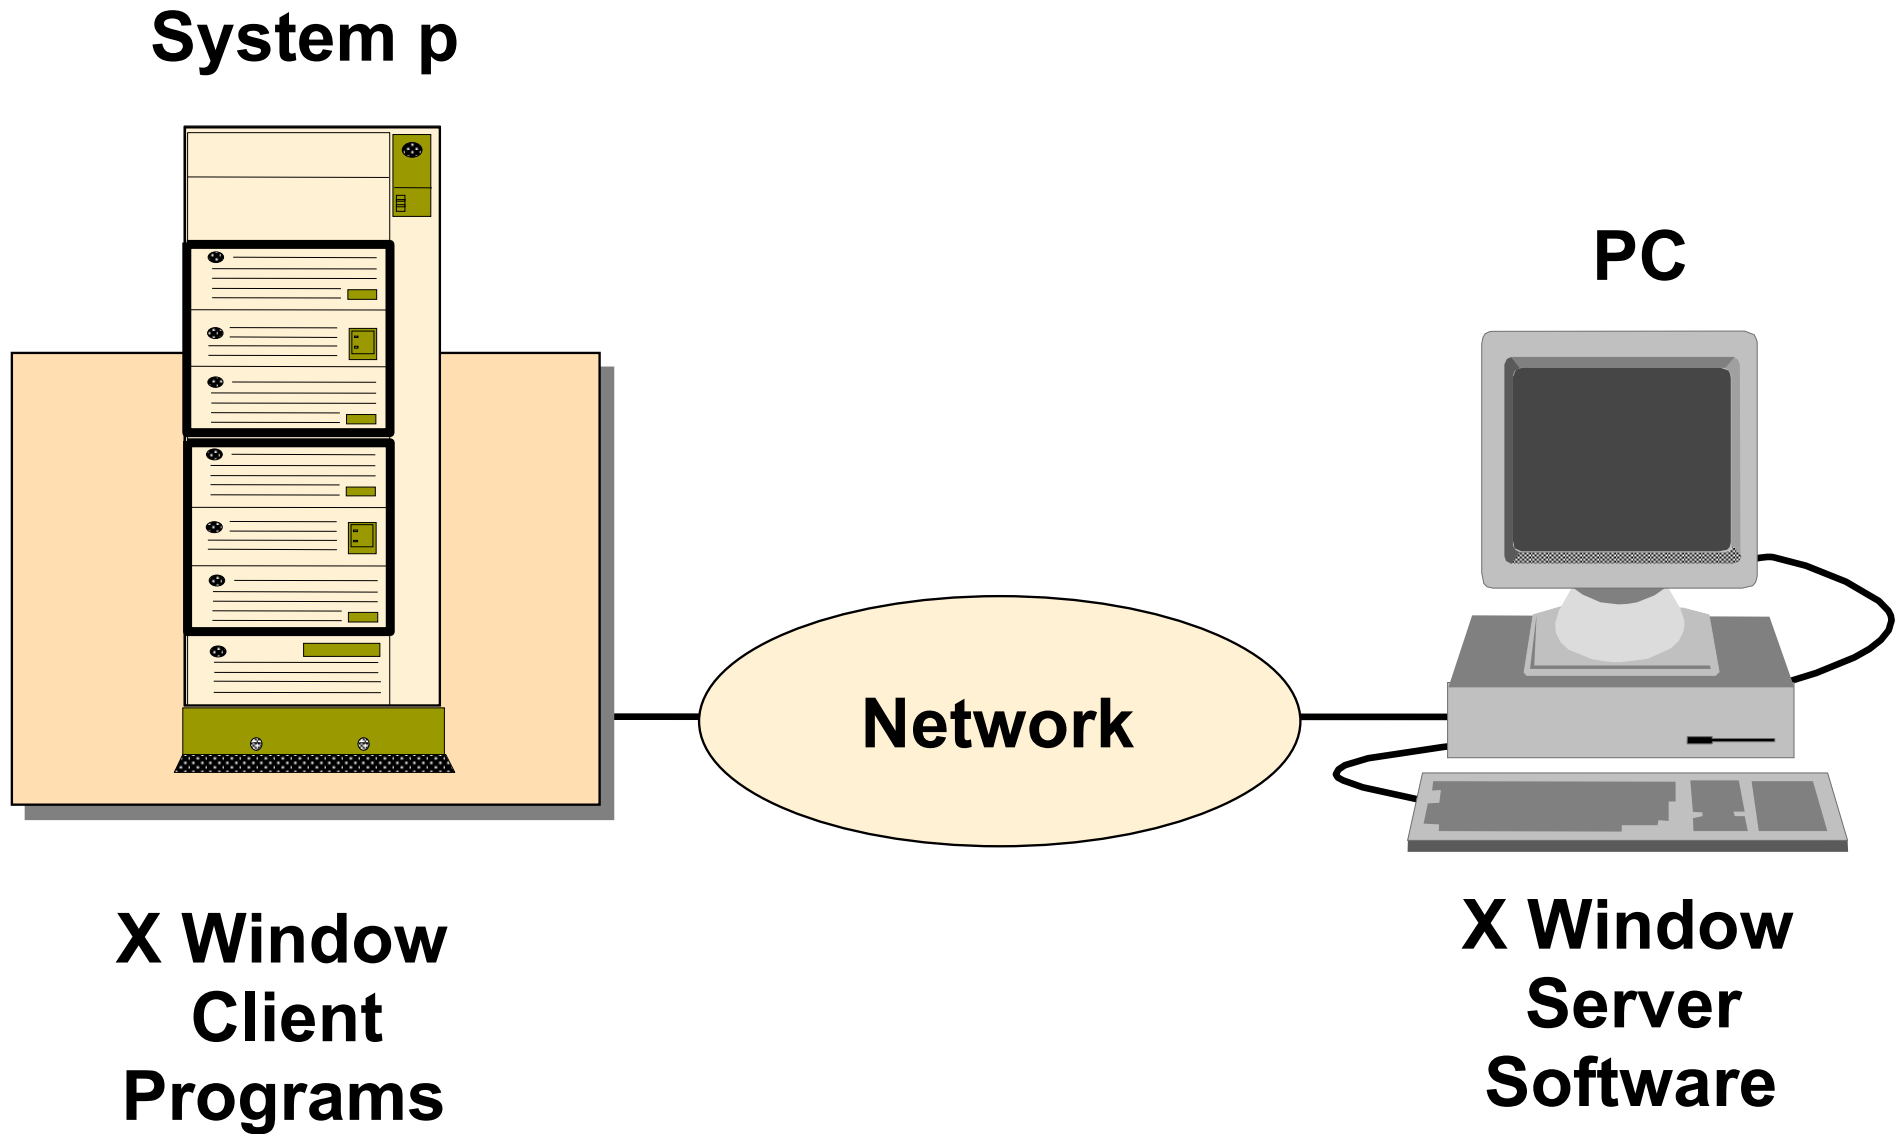 System p
PC
Network
X Window
Client
Programs
X Window
Server
Software